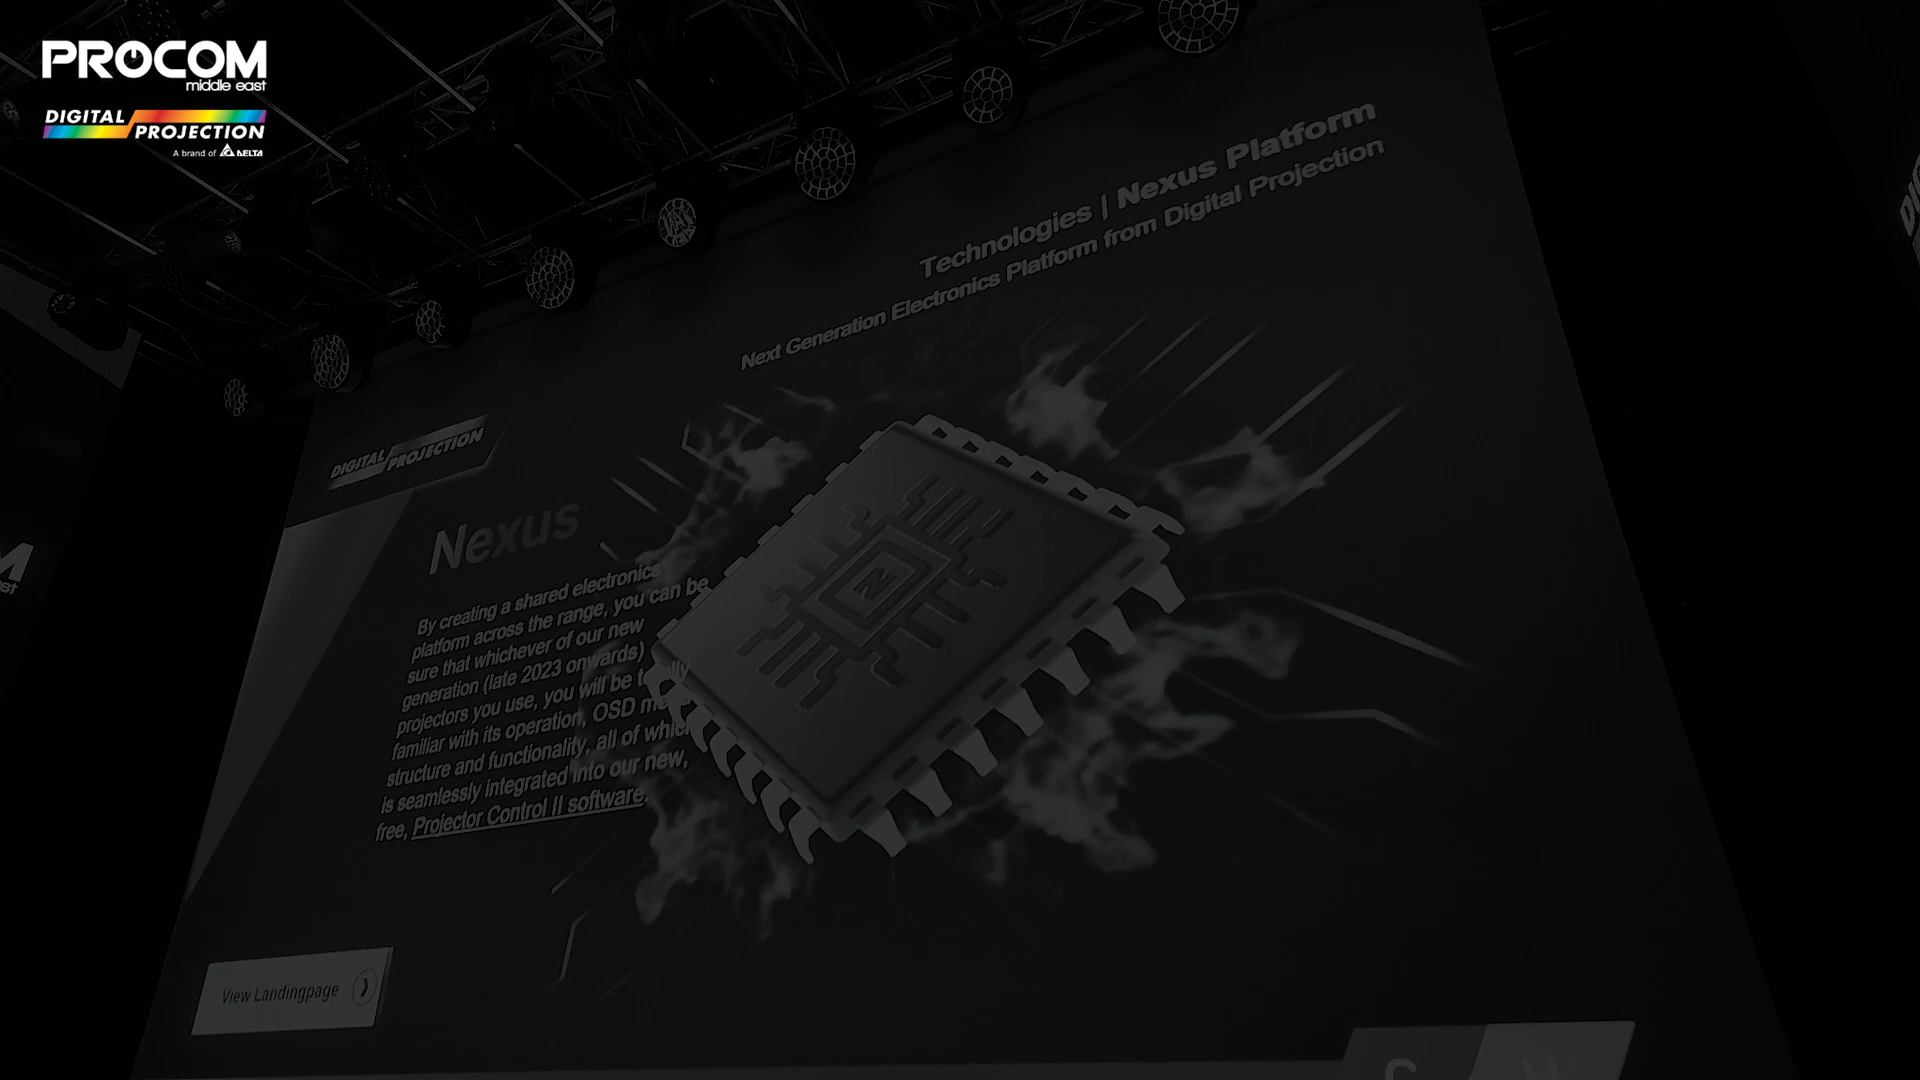 PROCOM
middle east
DIGITAL PROJECTION
A brand of DELTA
Technologies | Nexus Platform
Next Generation Electronics Platform from Digital Projection
DIGITAL PROJECTION
Nexus
By creating a shared electronics
platform across the range, you can be
sure that whichever of our new
generation (late 2023 onwards)
projectors you use, you will be
familiar with its operation, OSD
structure and functionality, all of
is seamlessly integrated into our new,
free, Projector Control II software.
View Landingpage